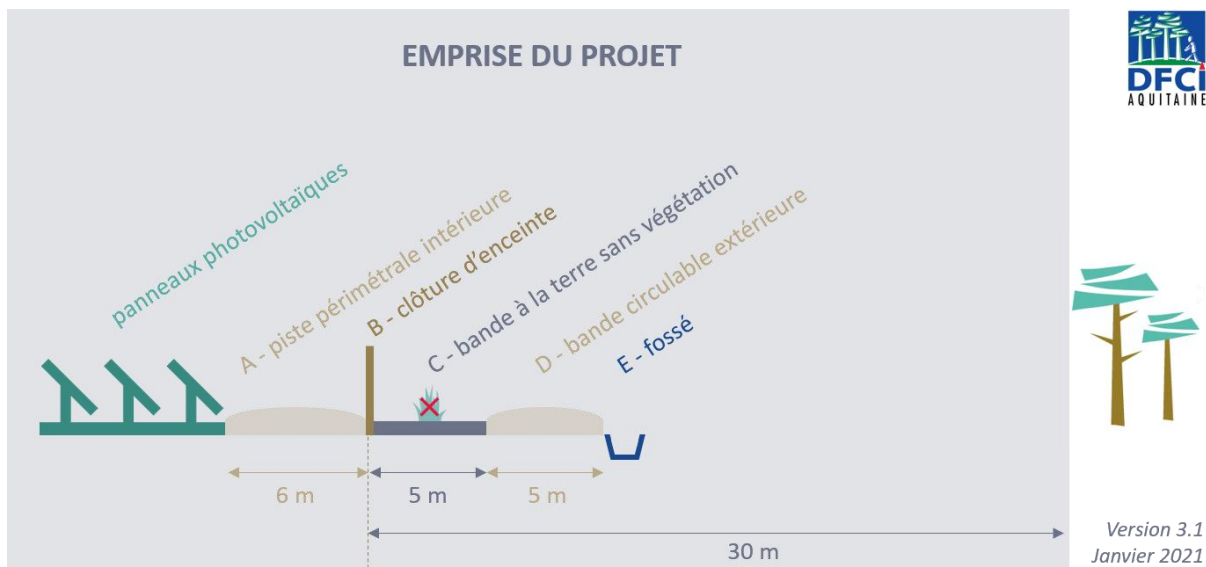 EMPRISE DU PROJET
DFCI
AQUITAINE
panneaux photovoltaïques
A - piste périmétrale intérieure
B - clôture d'enceinte
C - bande à la terre sans végétation
D - bande circulable extérieure
E - fossé
6 m
5 m
5 m
30 m
Version 3.1
Janvier 2021